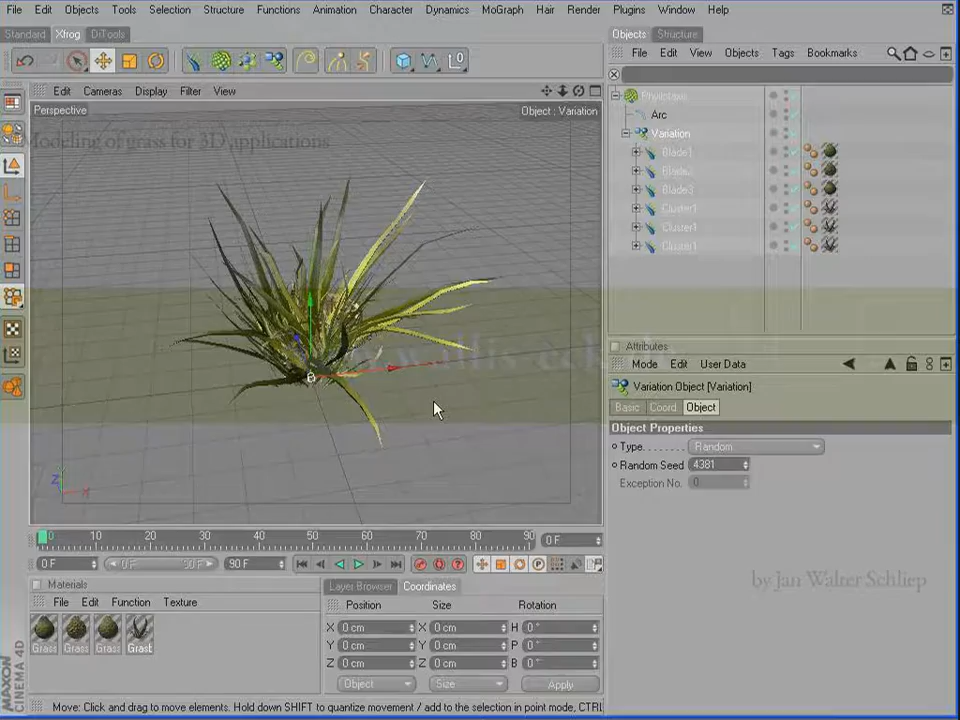 File Edit Objects Tools Selection Structure Functions Animation Character Dynamics MoGraph Hair Render Plugins Window Help
Standard Xfrog DiTools
Objects Structure
File Edit View Objects Tags Bookmarks
Edit Cameras Display Filter View
Perspective
Object : Variation
Modeling of grass for 3D applications
Arc
Variation
Blade1
Blade2
Blade3
Cluster1
Cluster1
Cluster1
Attributes
Mode Edit User Data
Variation Object [Variation]
Basic Coord Object
Object Properties
Type Random
Random Seed 4381
Exception No. 0
Z X
0 10 20 30 40 50 60 70 80 90 0 F
0 F 0 F 90 F 90 F
Materials
File Edit Function Texture
Grass Grass Grass Grast
Layer Browser Coordinates
Position Size Rotation
X 0 cm X 0 cm H 0 °
Y 0 cm Y 0 cm P 0 °
Z 0 cm Z 0 cm B 0 °
Object Size Apply
by Jan Walter Schliep
MAXON CINEMA 4D
Move: Click and drag to move elements. Hold down SHIFT to quantize movement / add to the selection in point mode, CTRL